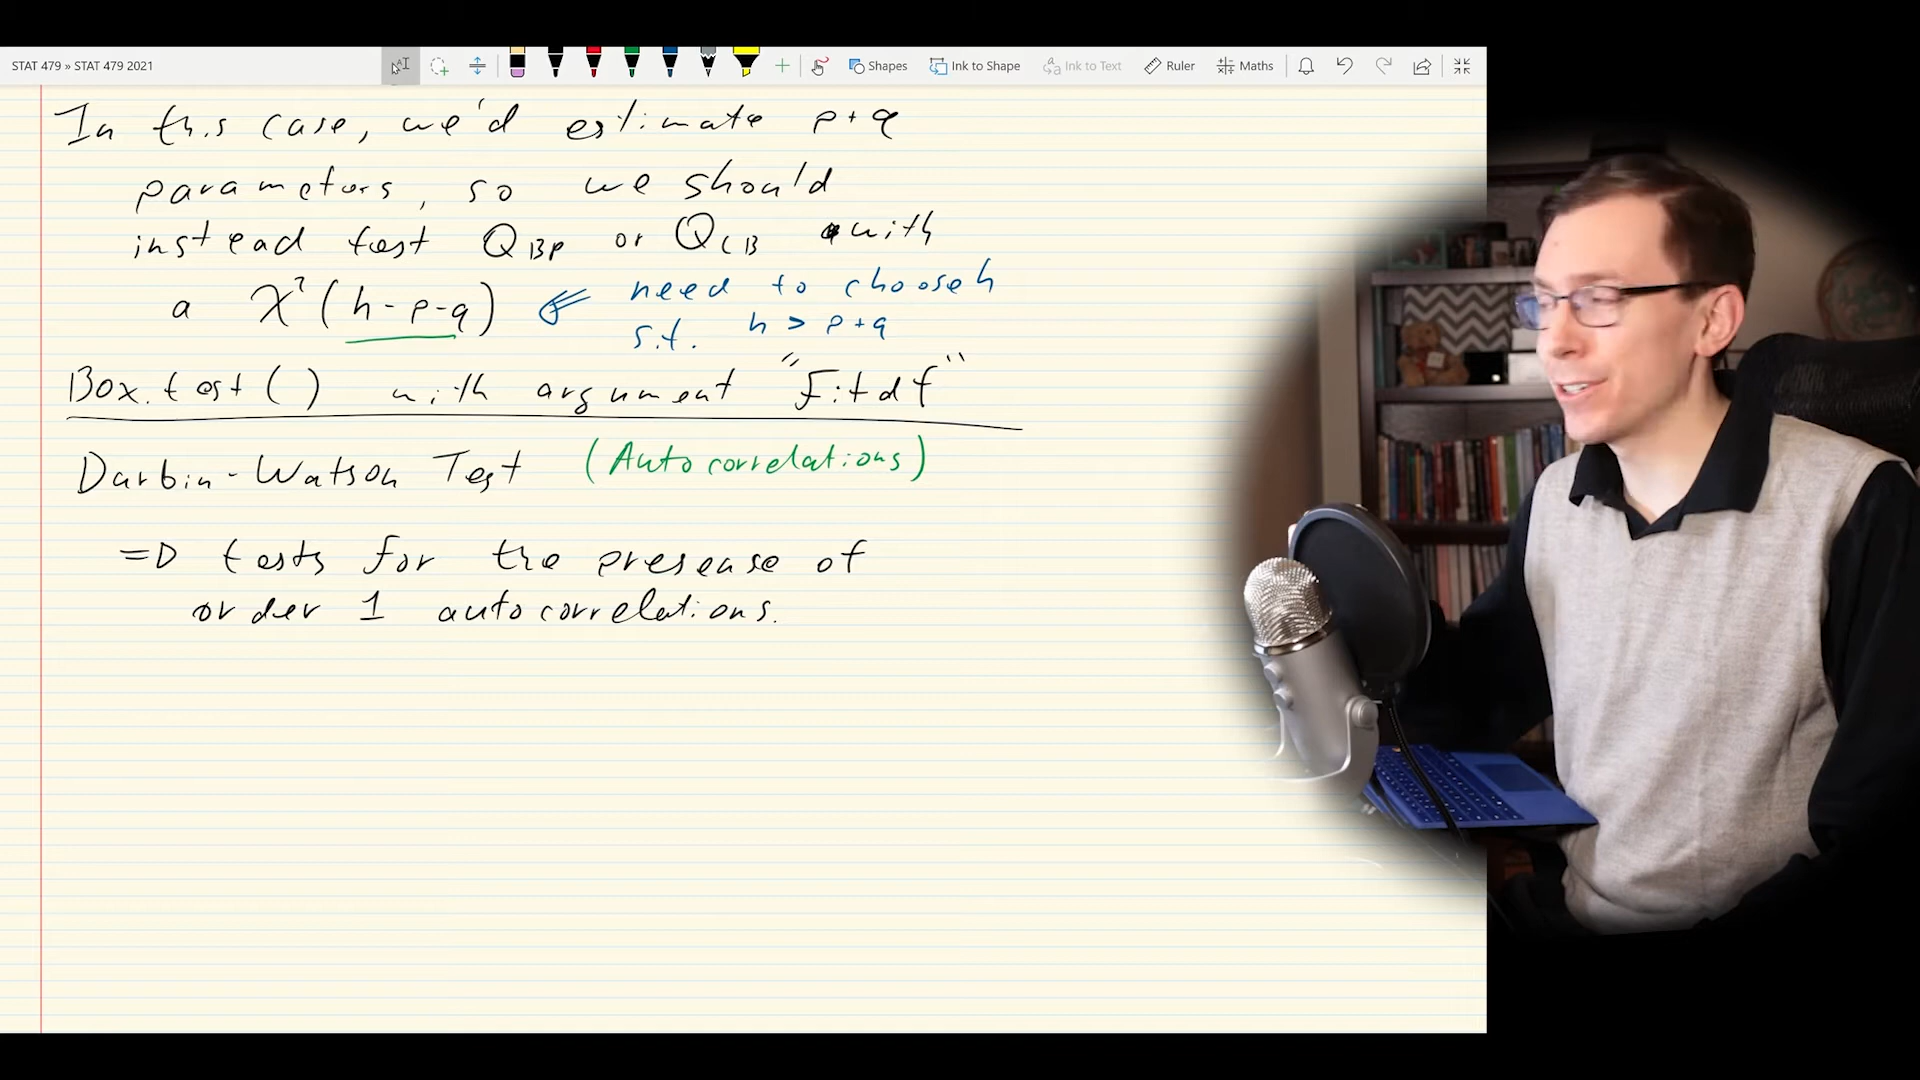 STAT 479 » STAT 479 2021
Shapes Ink to Shape Ink to Text Ruler Maths
In this case, we'd estimate p+q
parameters, so we should
instead test Q_BP or Q_LB with
a χ²(h-p-q) need to choose h
s.t. h > p+q
Box.test() with argument "Fitdf"
Durbin-Watson Test (Autocorrelations)
=D tests for the presense of
order 1 autocorrelations.